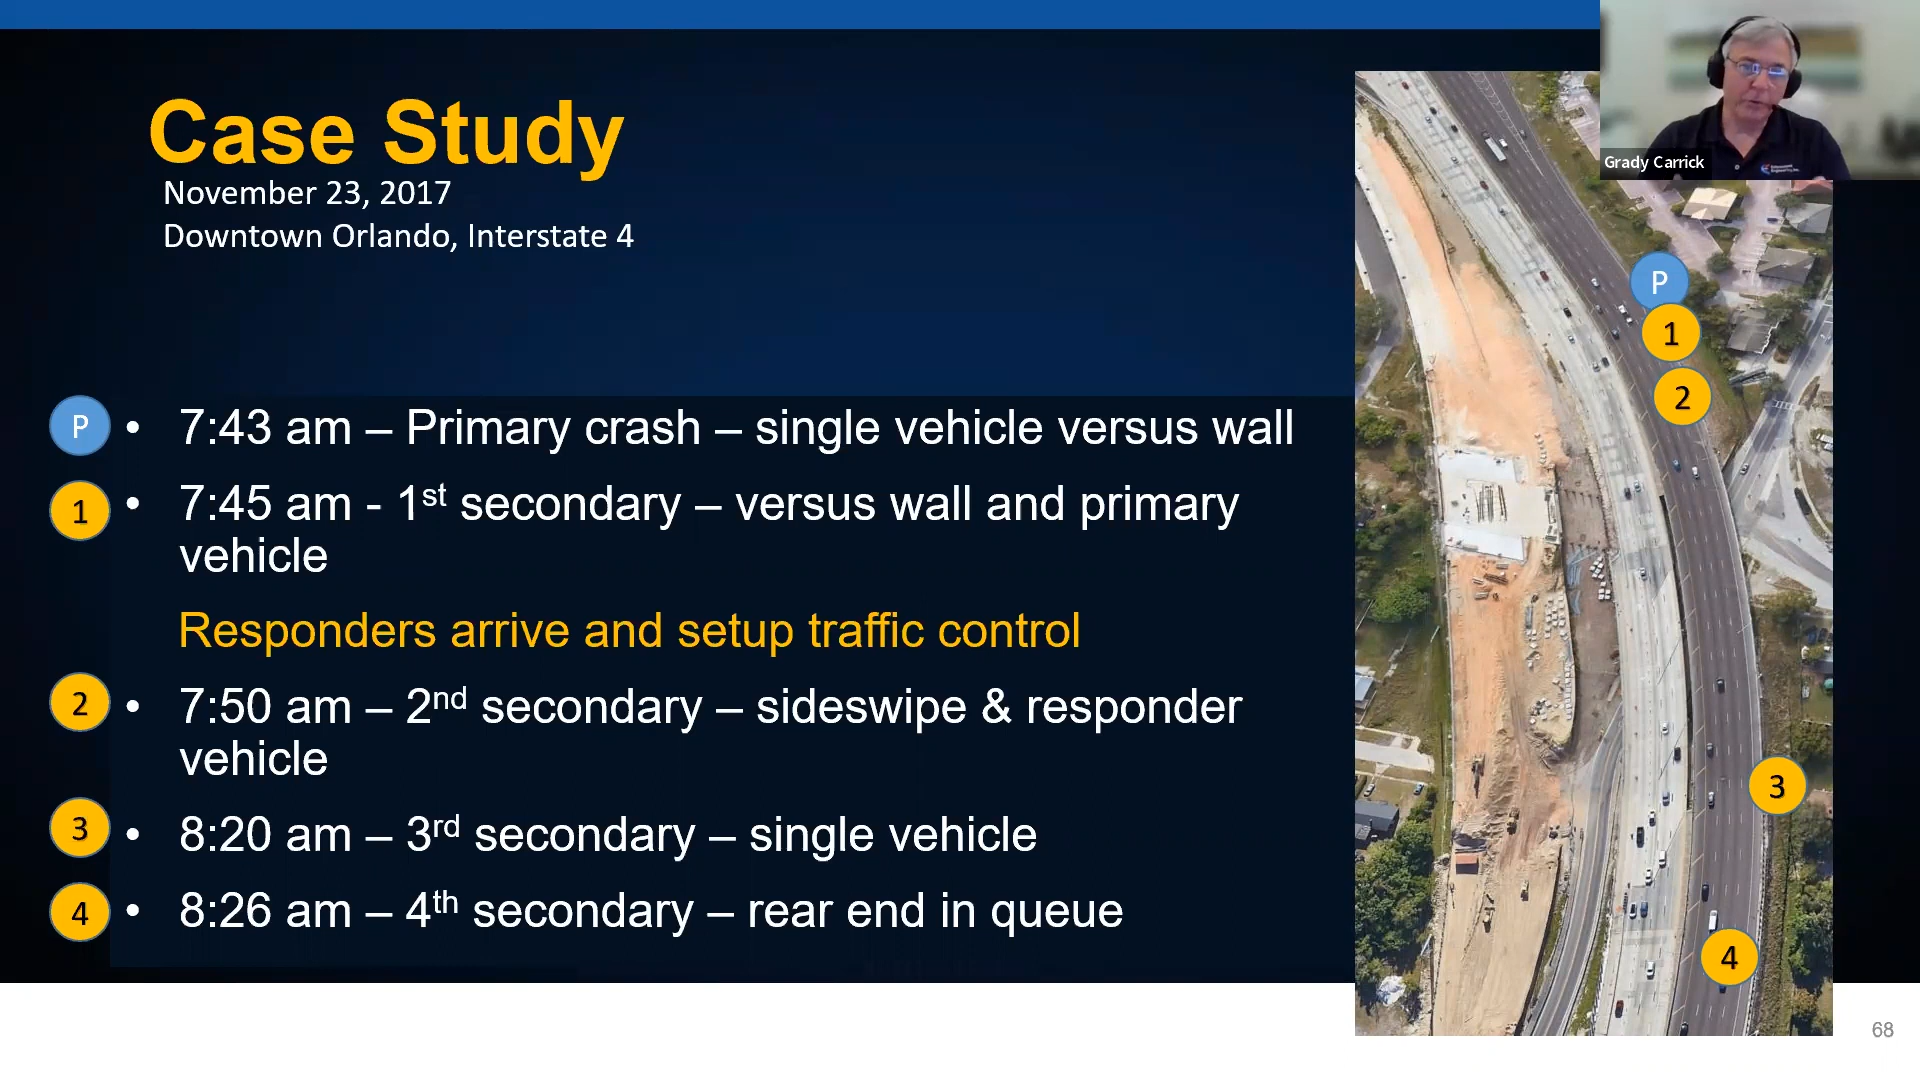 Case Study
November 23, 2017
Downtown Orlando, Interstate 4
Grady Carrick
P • 7:43 am – Primary crash – single vehicle versus wall
1 • 7:45 am - 1st secondary – versus wall and primary
vehicle
Responders arrive and setup traffic control
2 • 7:50 am – 2nd secondary – sideswipe & responder
vehicle
3 • 8:20 am – 3rd secondary – single vehicle
4 • 8:26 am – 4th secondary – rear end in queue
P
1
2
3
4
68